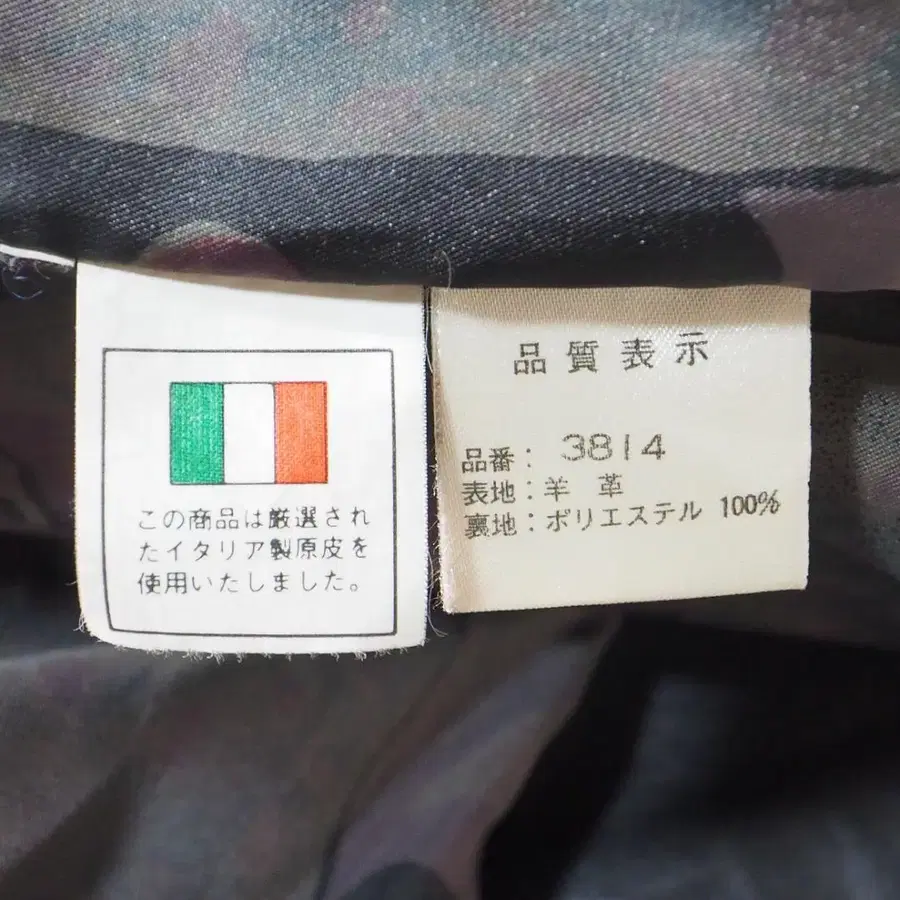 この商品は厳選され
たイタリア製原皮を
使用いたしました。
品質表示
品番：3814
表地：羊革
裏地：ポリエステル 100%